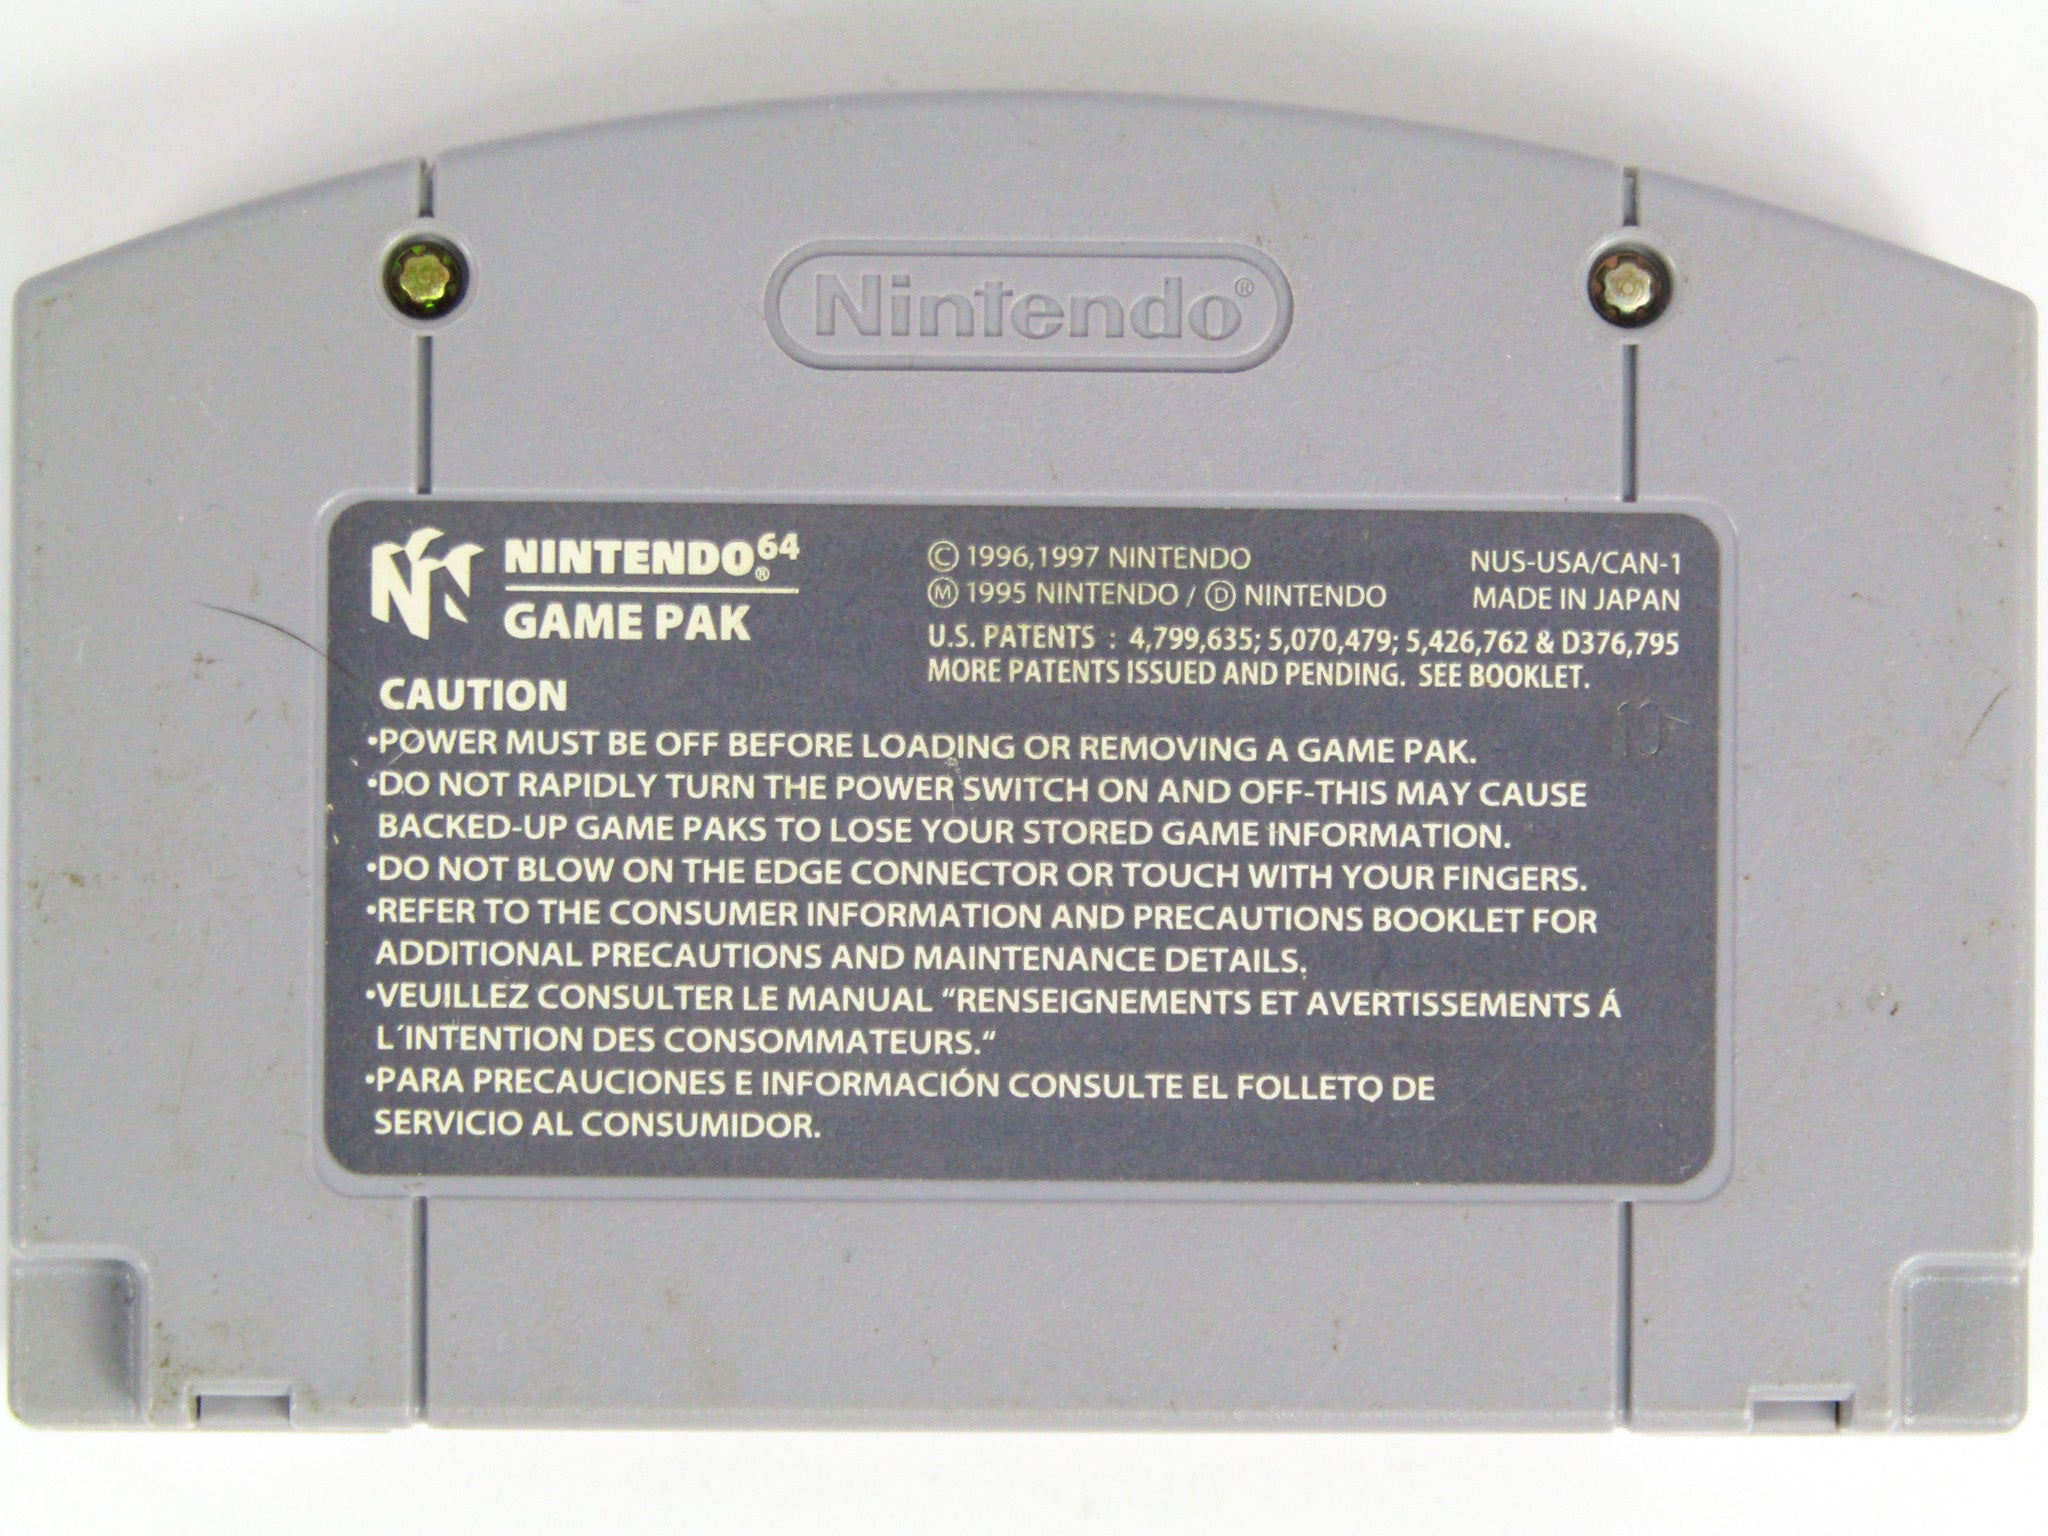 Nintendo®
NINTENDO®64
GAME PAK
© 1996,1997 NINTENDO
Ⓜ 1995 NINTENDO / Ⓓ NINTENDO
NUS-USA/CAN-1
MADE IN JAPAN
U.S. PATENTS : 4,799,635; 5,070,479; 5,426,762 & D376,795
MORE PATENTS ISSUED AND PENDING. SEE BOOKLET.
10
CAUTION
•POWER MUST BE OFF BEFORE LOADING OR REMOVING A GAME PAK.
•DO NOT RAPIDLY TURN THE POWER SWITCH ON AND OFF-THIS MAY CAUSE
BACKED-UP GAME PAKS TO LOSE YOUR STORED GAME INFORMATION.
•DO NOT BLOW ON THE EDGE CONNECTOR OR TOUCH WITH YOUR FINGERS.
•REFER TO THE CONSUMER INFORMATION AND PRECAUTIONS BOOKLET FOR
ADDITIONAL PRECAUTIONS AND MAINTENANCE DETAILS.
•VEUILLEZ CONSULTER LE MANUAL “RENSEIGNEMENTS ET AVERTISSEMENTS Á
L´INTENTION DES CONSOMMATEURS.“
•PARA PRECAUCIONES E INFORMACIÓN CONSULTE EL FOLLETO DE
SERVICIO AL CONSUMIDOR.